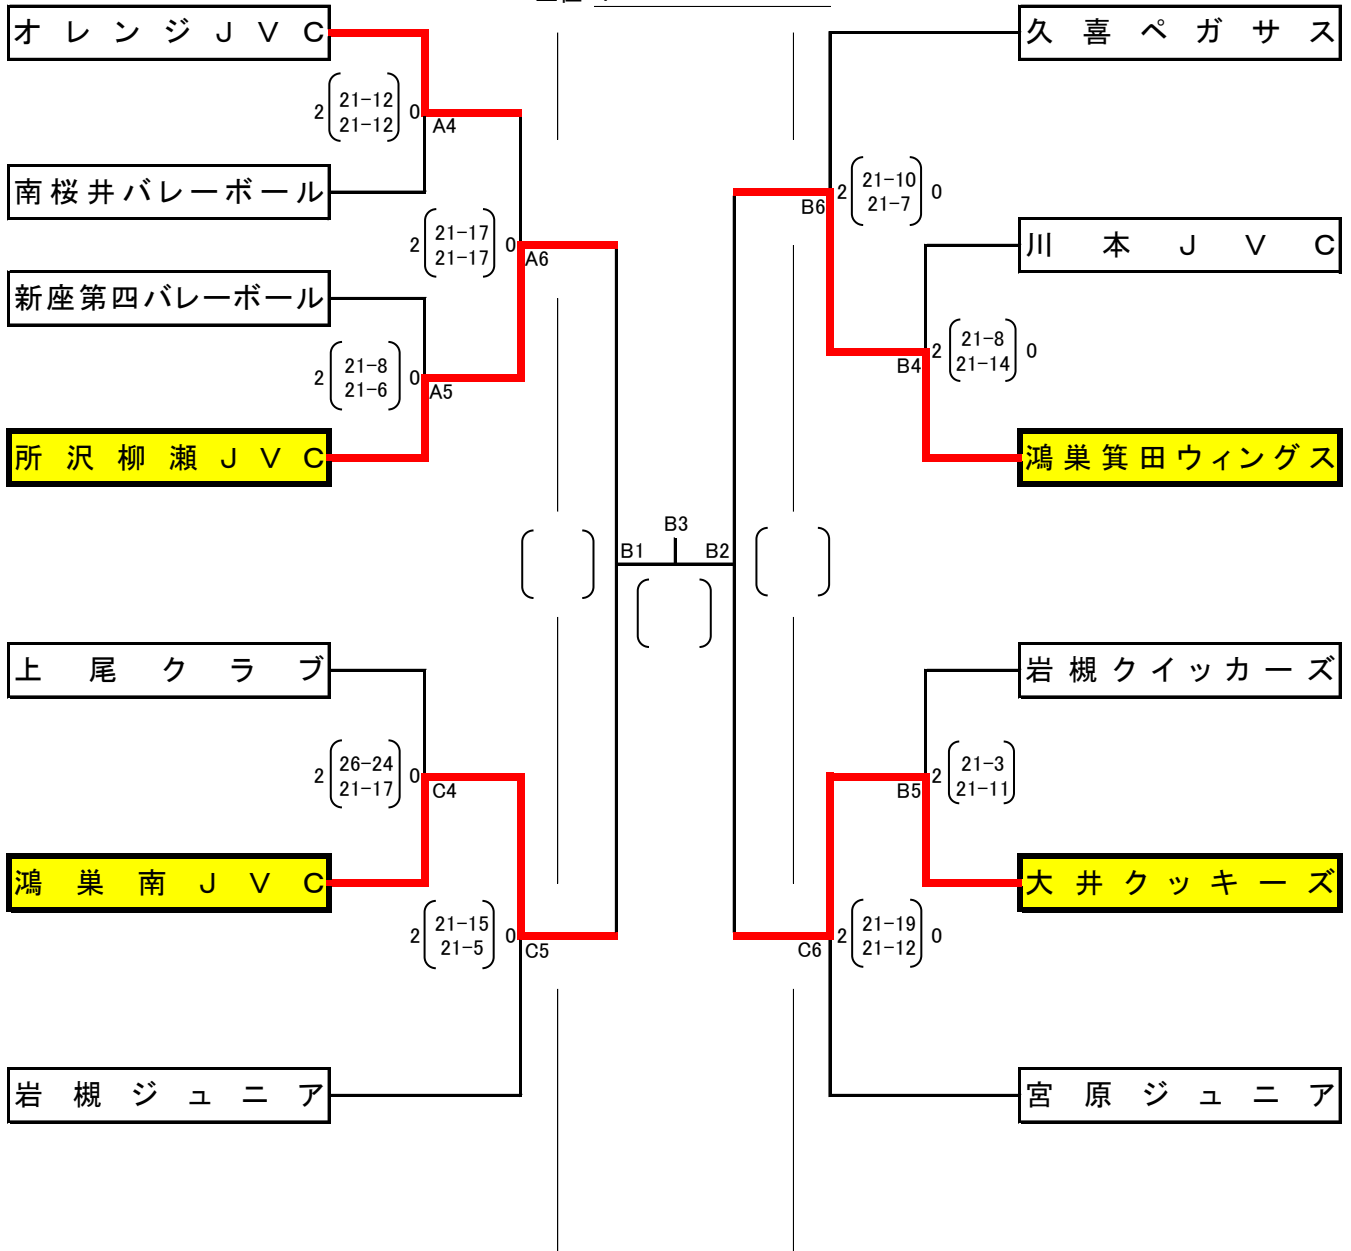 オレンジＪＶＣ
久喜ペガサス
2 21-12 0
21-12
A4
南桜井バレーボール
2 21-10 0
21-7
B6
2 21-17 0
21-17
A6
川本ＪＶＣ
新座第四バレーボール
2 21-8 0
21-6
A5
2 21-8 0
21-14
B4
所沢柳瀬ＪＶＣ
鴻巣箕田ウィングス
B3
B1 B2
上尾クラブ
岩槻クイッカーズ
2 26-24 0
21-17
C4
2 21-3
21-11
B5
鴻巣南ＪＶＣ
大井クッキーズ
2 21-15 0
21-5
C5
2 21-19 0
21-12
C6
岩槻ジュニア
宮原ジュニア